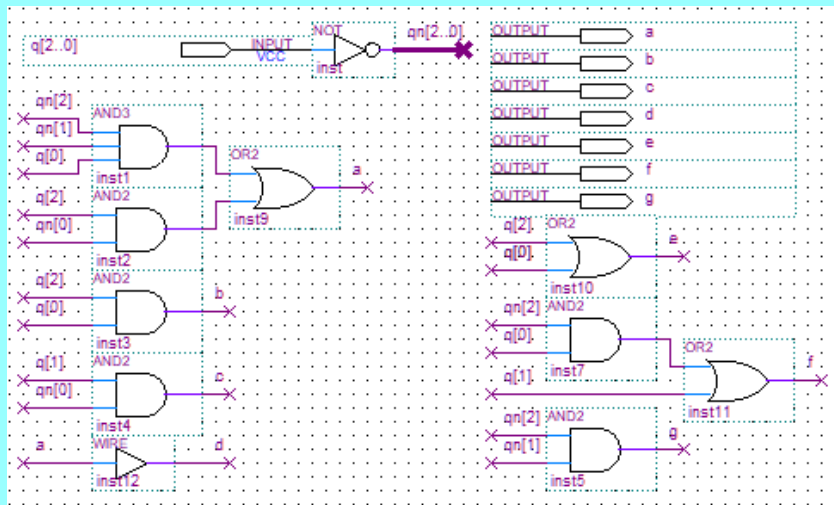 q[2..0]
INPUT
VCC
NOT
inst
qn[2..0].
OUTPUT a
OUTPUT b
OUTPUT c
OUTPUT d
OUTPUT e
OUTPUT f
OUTPUT g
qn[2]
qn[1]
q[0].
AND3
inst1
q[2].
qn[0]
AND2
inst2
OR2
inst9
a
q[2].
q[0].
AND2
inst3
b
q[1].
qn[0]
AND2
inst4
c
a
WIRE
inst12
d
q[2].
q[0].
OR2
inst10
e
qn[2]
q[0].
AND2
inst7
q[1].
OR2
inst11
f
qn[2]
qn[1]
AND2
inst5
g